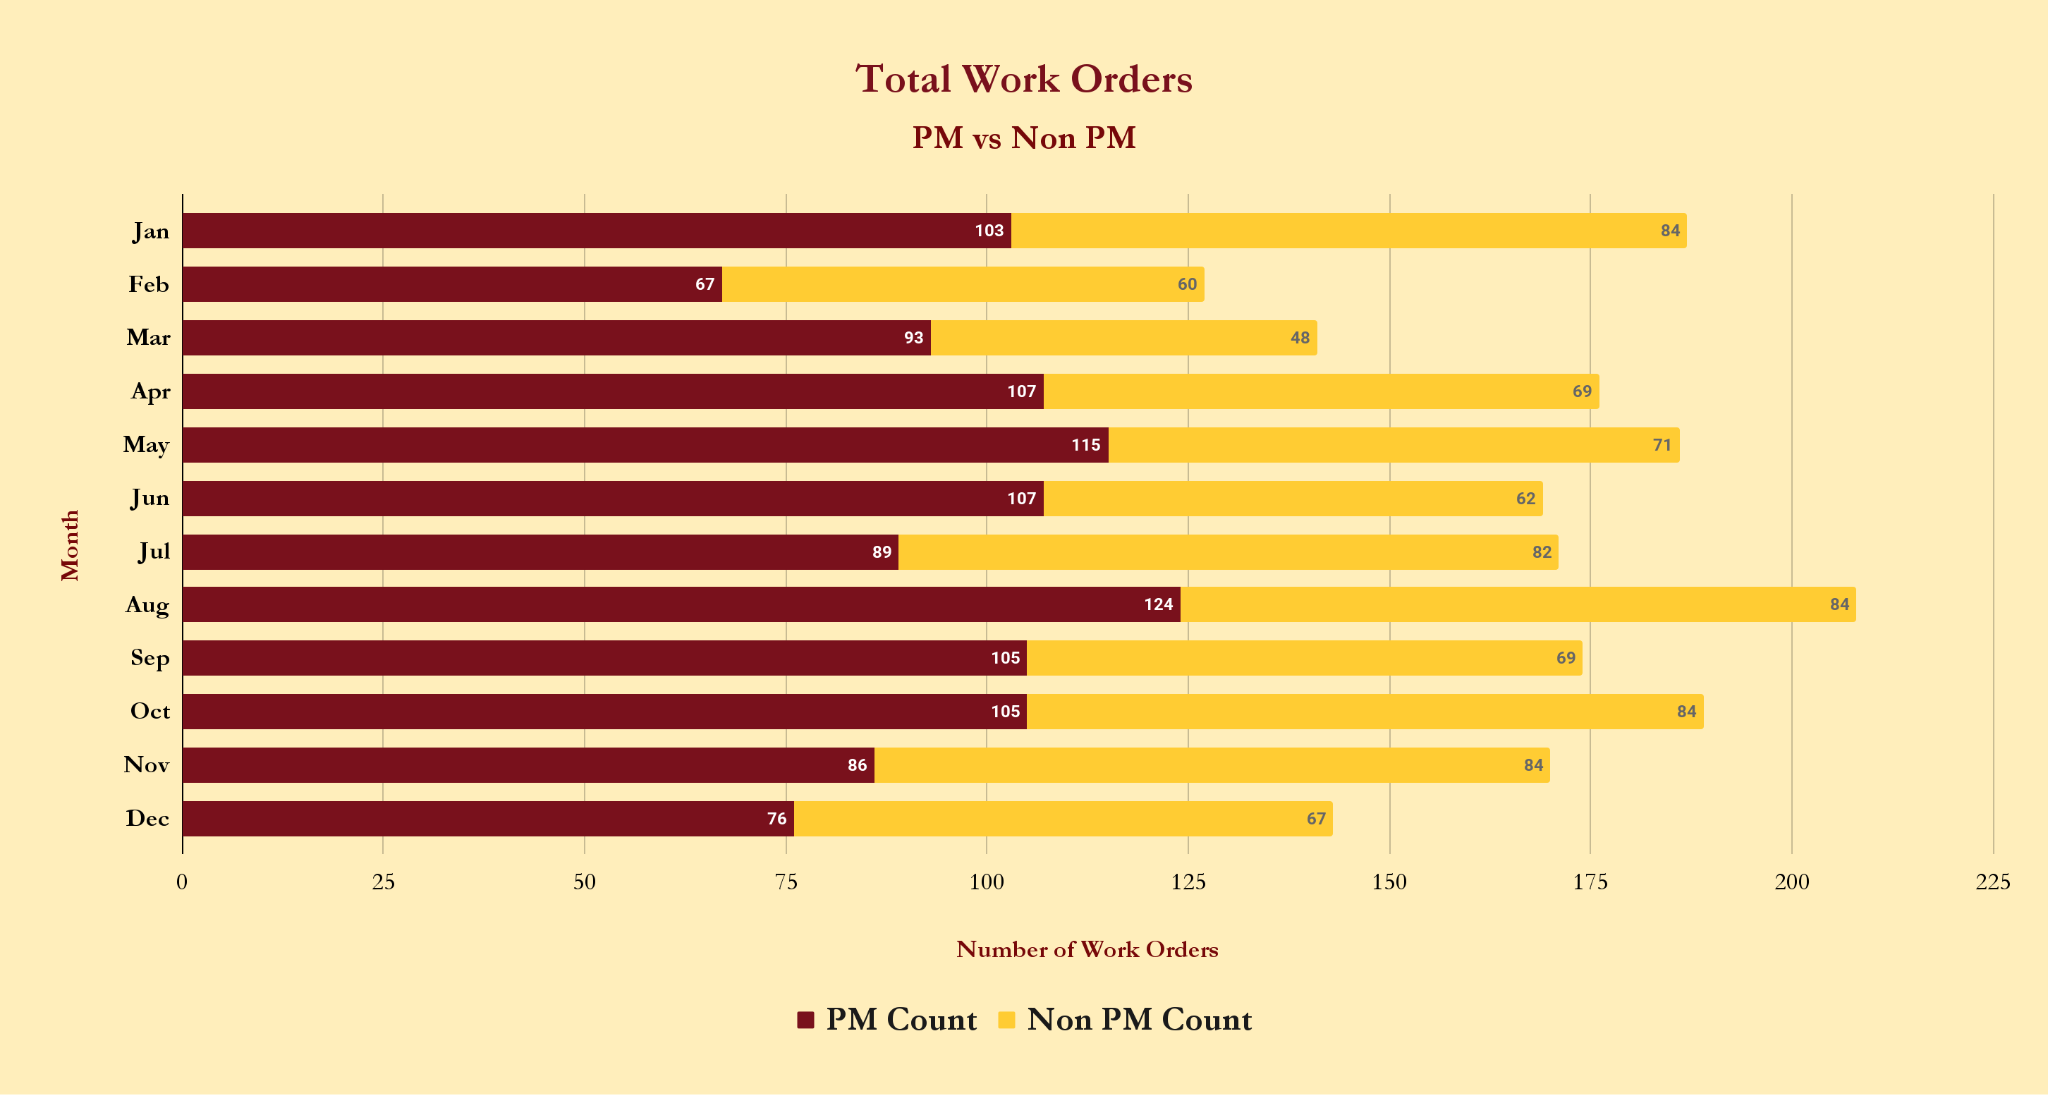 Total Work Orders
PM vs Non PM
Month
Jan 103 84
Feb 67 60
Mar 93 48
Apr 107 69
May 115 71
Jun 107 62
Jul 89 82
Aug 124 84
Sep 105 69
Oct 105 84
Nov 86 84
Dec 76 67
0 25 50 75 100 125 150 175 200 225
Number of Work Orders
PM Count Non PM Count